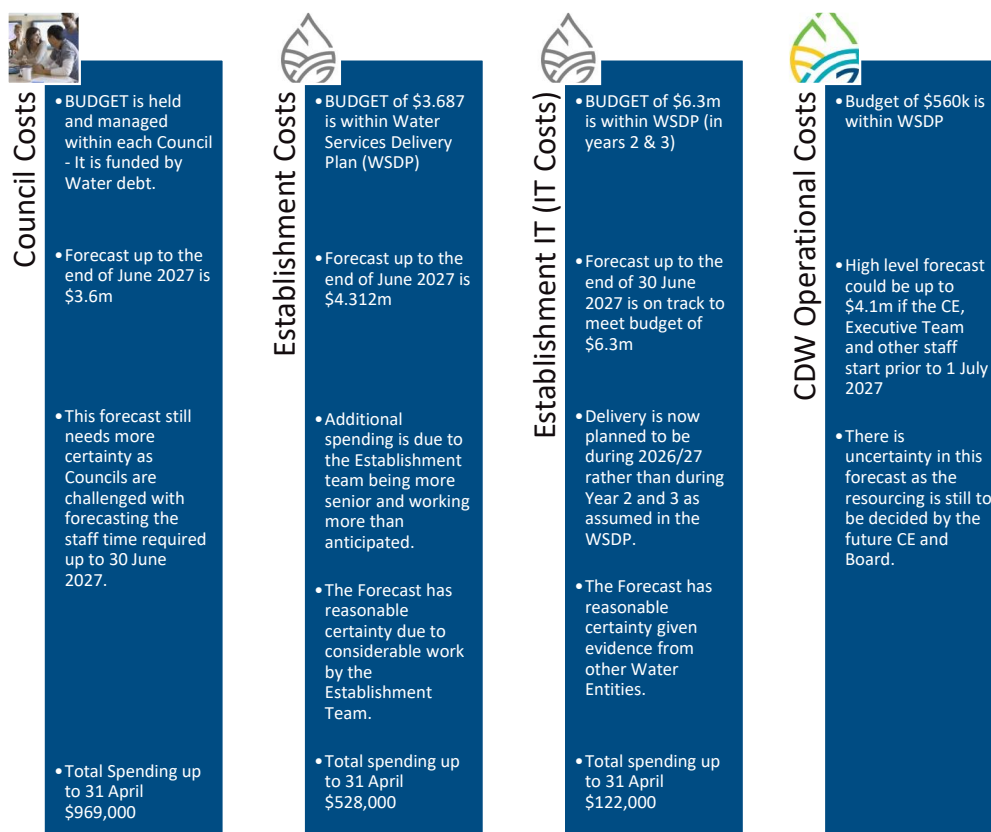 Council Costs
•BUDGET is held
and managed
within each Council
- It is funded by
Water debt.
•Forecast up to the
end of June 2027 is
$3.6m
•This forecast still
needs more
certainty as
Councils are
challenged with
forecasting the
staff time required
up to 30 June
2027.
•Total Spending up
to 31 April
$969,000
Establishment Costs
•BUDGET of $3.687
is within Water
Services Delivery
Plan (WSDP)
•Forecast up to the
end of June 2027 is
$4.312m
•Additional
spending is due to
the Establishment
team being more
senior and working
more than
anticipated.
•The Forecast has
reasonable
certainty due to
considerable work
by the
Establishment
Team.
•Total spending up
to 31 April
$528,000
Establishment IT (IT Costs)
•BUDGET of $6.3m
is within WSDP (in
years 2 & 3)
•Forecast up to the
end of 30 June
2027 is on track to
meet budget of
$6.3m
•Delivery is now
planned to be
during 2026/27
rather than during
Year 2 and 3 as
assumed in the
WSDP.
•The Forecast has
reasonable
certainty given
evidence from
other Water
Entities.
•Total spending up
to 31 April
$122,000
CDW Operational Costs
•Budget of $560k is
within WSDP
•High level forecast
could be up to
$4.1m if the CE,
Executive Team
and other staff
start prior to 1 July
2027
•There is
uncertainty in this
forecast as the
resourcing is still to
be decided by the
future CE and
Board.